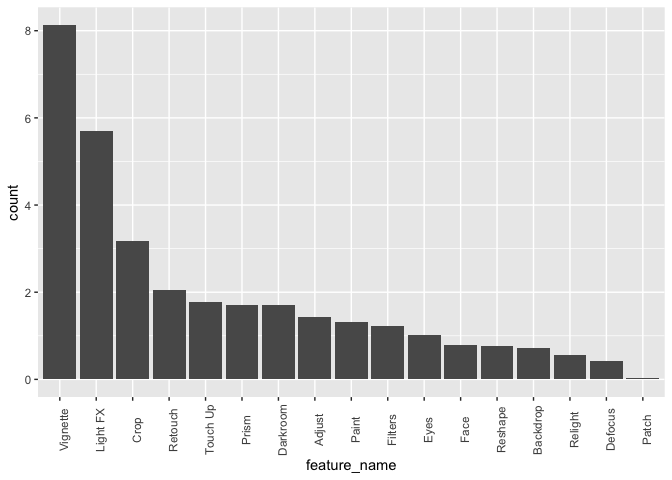 count
8
6
4
2
0
Vignette
Light FX
Crop
Retouch
Touch Up
Prism
Darkroom
Adjust
Paint
Filters
Eyes
Face
Reshape
Backdrop
Relight
Defocus
Patch
feature_name